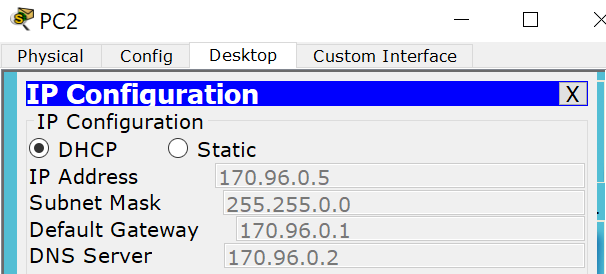 PC2
Physical Config Desktop Custom Interface
IP Configuration X
IP Configuration
DHCP Static
IP Address 170.96.0.5
Subnet Mask 255.255.0.0
Default Gateway 170.96.0.1
DNS Server 170.96.0.2